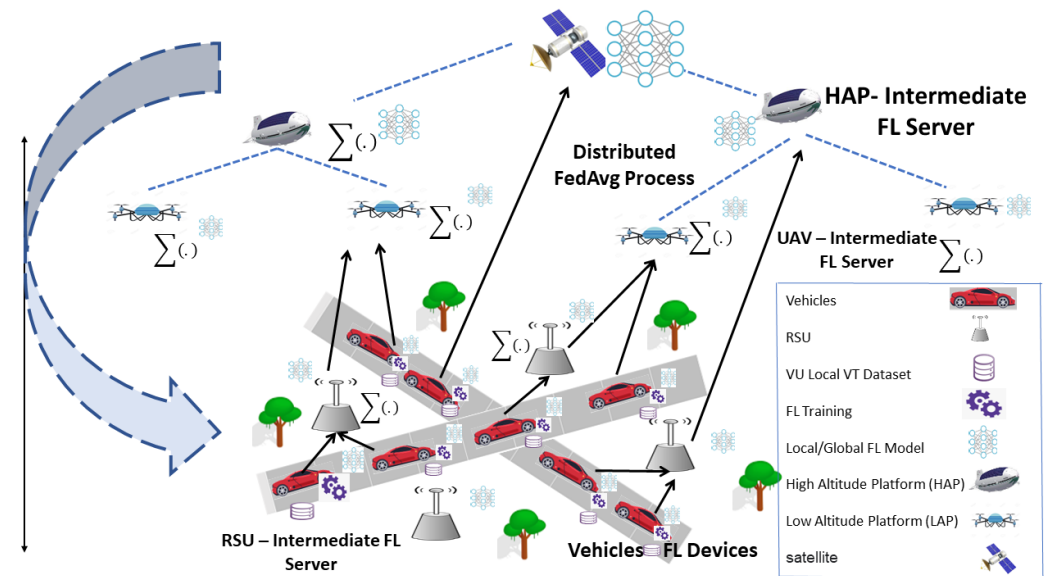 HAP- Intermediate
FL Server
∑(.)
Distributed
FedAvg Process
∑(.)
∑(.)
∑(.)
UAV – Intermediate
FL Server
∑(.)
∑(.)
∑(.)
RSU – Intermediate FL
Server
Vehicles FL Devices
Vehicles
RSU
VU Local VT Dataset
FL Training
Local/Global FL Model
High Altitude Platform (HAP)
Low Altitude Platform (LAP)
satellite